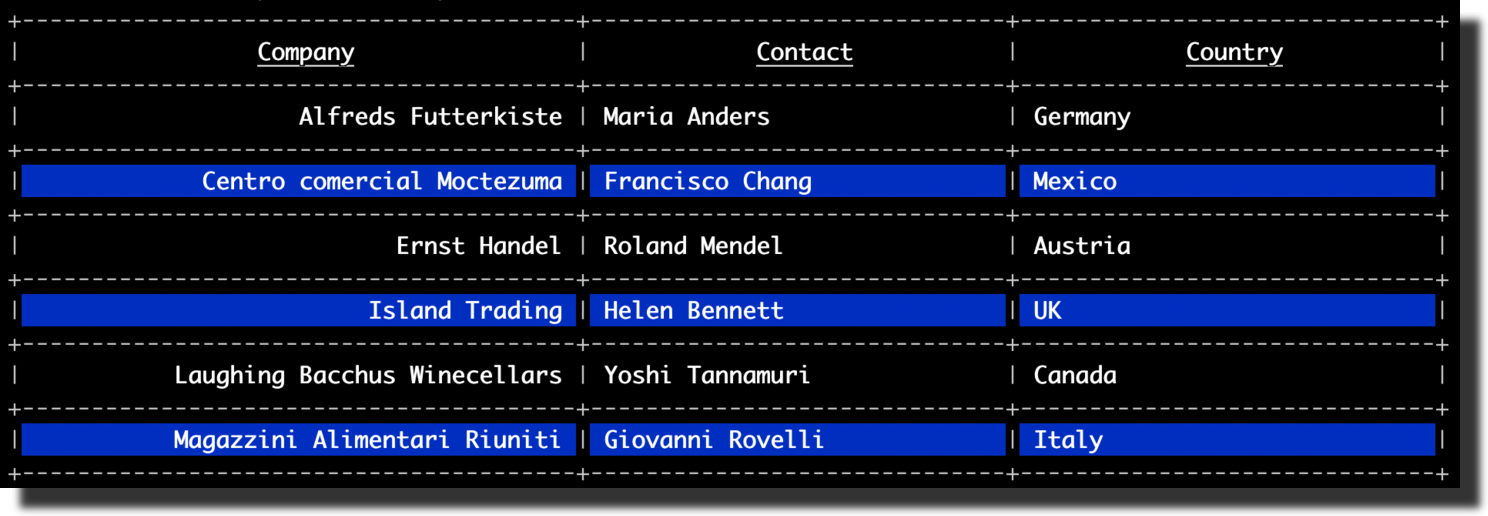 Company Contact Country
Alfreds Futterkiste Maria Anders Germany
Centro comercial Moctezuma Francisco Chang Mexico
Ernst Handel Roland Mendel Austria
Island Trading Helen Bennett UK
Laughing Bacchus Winecellars Yoshi Tannamuri Canada
Magazzini Alimentari Riuniti Giovanni Rovelli Italy